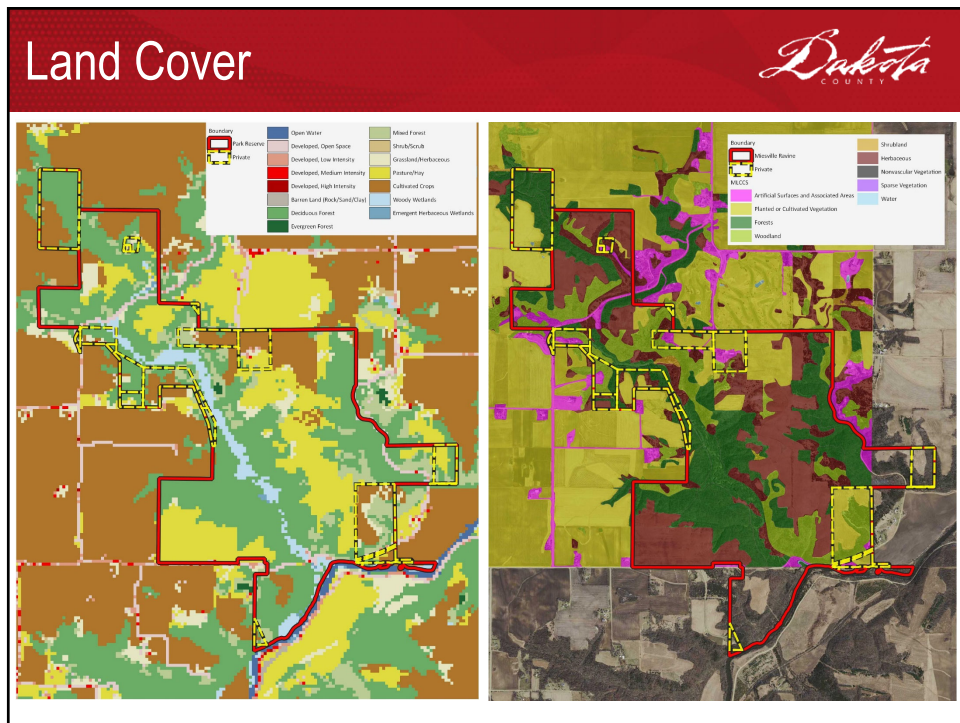 Land Cover
Dakota
COUNTY
Boundary
Park Reserve
Private
Open Water
Developed, Open Space
Developed, Low Intensity
Developed, Medium Intensity
Developed, High Intensity
Barren Land (Rock/Sand/Clay)
Deciduous Forest
Evergreen Forest
Mixed Forest
Shrub/Scrub
Grassland/Herbaceous
Pasture/Hay
Cultivated Crops
Woody Wetlands
Emergent Herbaceous Wetlands
Boundary
Miesville Ravine
Private
MLCCS
Artificial Surfaces and Associated Areas
Planted or Cultivated Vegetation
Forests
Woodland
Shrubland
Herbaceous
Nonvascular Vegetation
Sparse Vegetation
Water